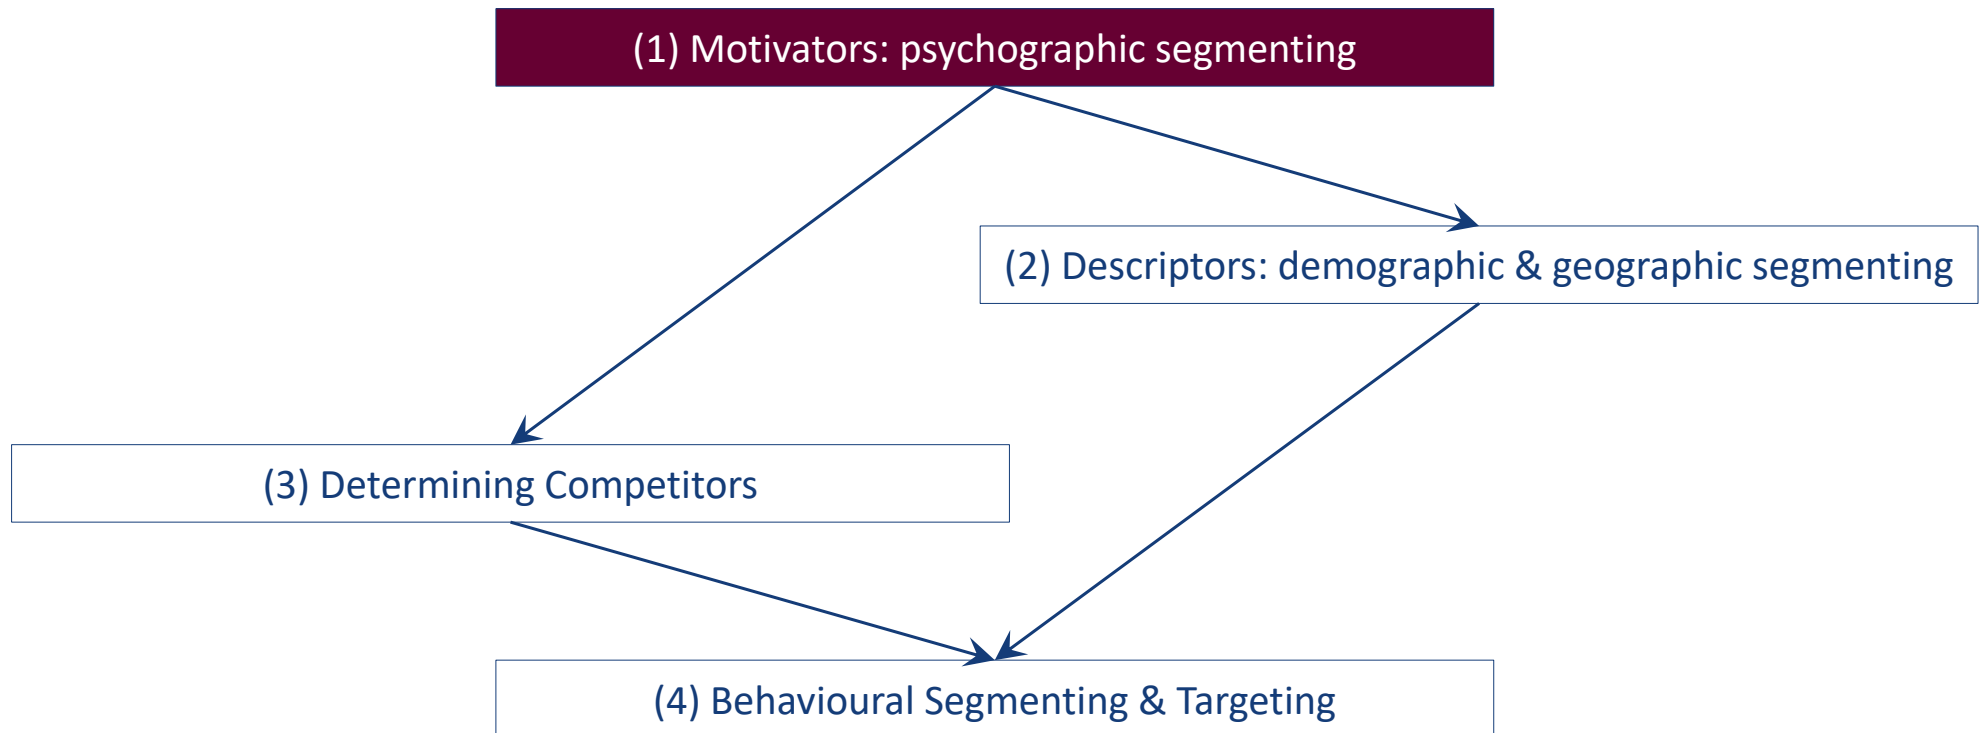 (1) Motivators: psychographic segmenting
(2) Descriptors: demographic & geographic segmenting
(3) Determining Competitors
(4) Behavioural Segmenting & Targeting